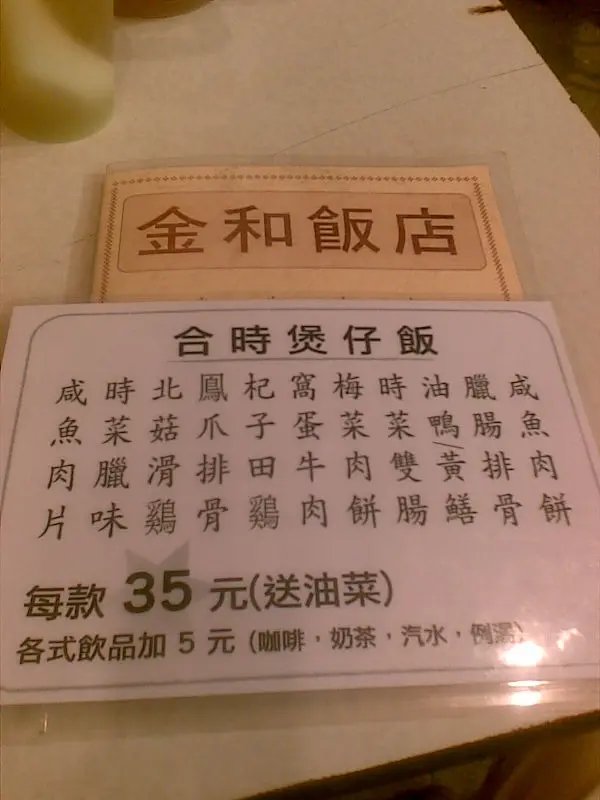 金和飯店
合時煲仔飯
咸魚肉餅
臘腸排骨
油鴨/黃鱔
時菜雙腸
梅菜肉餅
窩蛋牛肉
杞子田鷄
鳳爪排骨
北菇滑鷄
時菜臘味
咸魚肉片
每款 35 元(送油菜)
各式飲品加 5 元 (咖啡，奶茶，汽水，例湯)